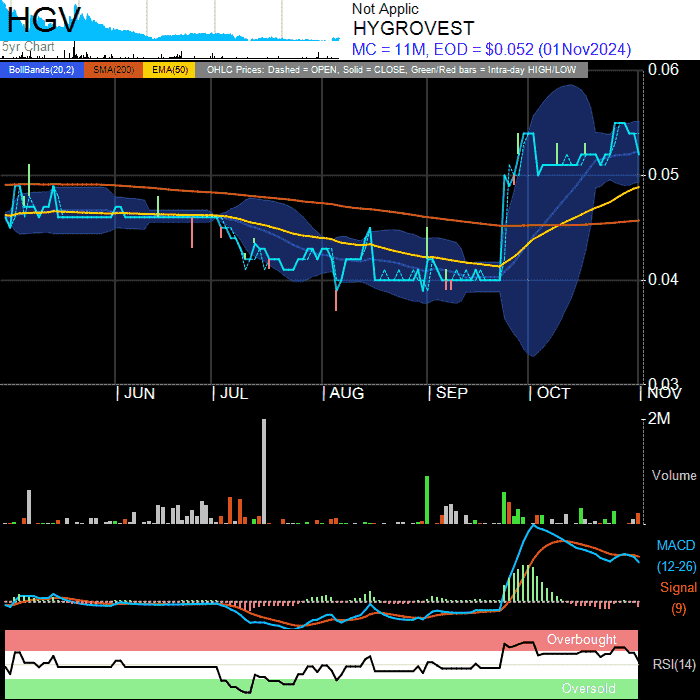 HGV
5yr Chart
Not Applic
HYGROVEST
MC = 11M, EOD = $0.052 (01Nov2024)
BollBands(20,2) SMA(200) EMA(50) OHLC Prices: Dashed = OPEN, Solid = CLOSE, Green/Red bars = Intra-day HIGH/LOW
0.06
0.05
0.04
0.03
JUN JUL AUG SEP OCT NOV
2M
Volume
MACD
(12-26)
Signal
(9)
Overbought
RSI(14)
Oversold